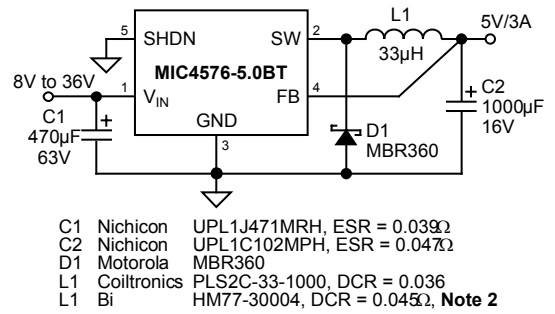 L1
5V/3A
5 SHDN SW 2
33µH
8V to 36V
MIC4576-5.0BT
1 VIN FB 4
C1
C2
470µF
1000µF
63V
16V
GND
3
D1
MBR360
C1 Nichicon UPL1J471MRH, ESR = 0.039Ω
C2 Nichicon UPL1C102MPH, ESR = 0.047Ω
D1 Motorola MBR360
L1 Coiltronics PLS2C-33-1000, DCR = 0.036
L1 Bi HM77-30004, DCR = 0.045Ω, Note 2